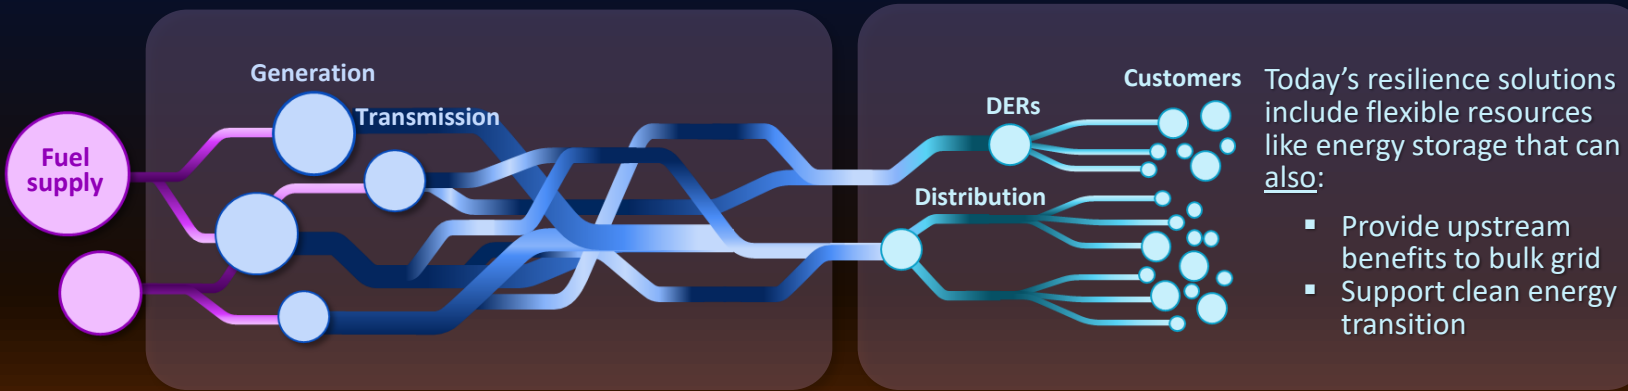 Generation
Transmission
Fuel
supply
DERs
Customers
Distribution
Today’s resilience solutions
include flexible resources
like energy storage that can
also:
▪ Provide upstream
benefits to bulk grid
▪ Support clean energy
transition